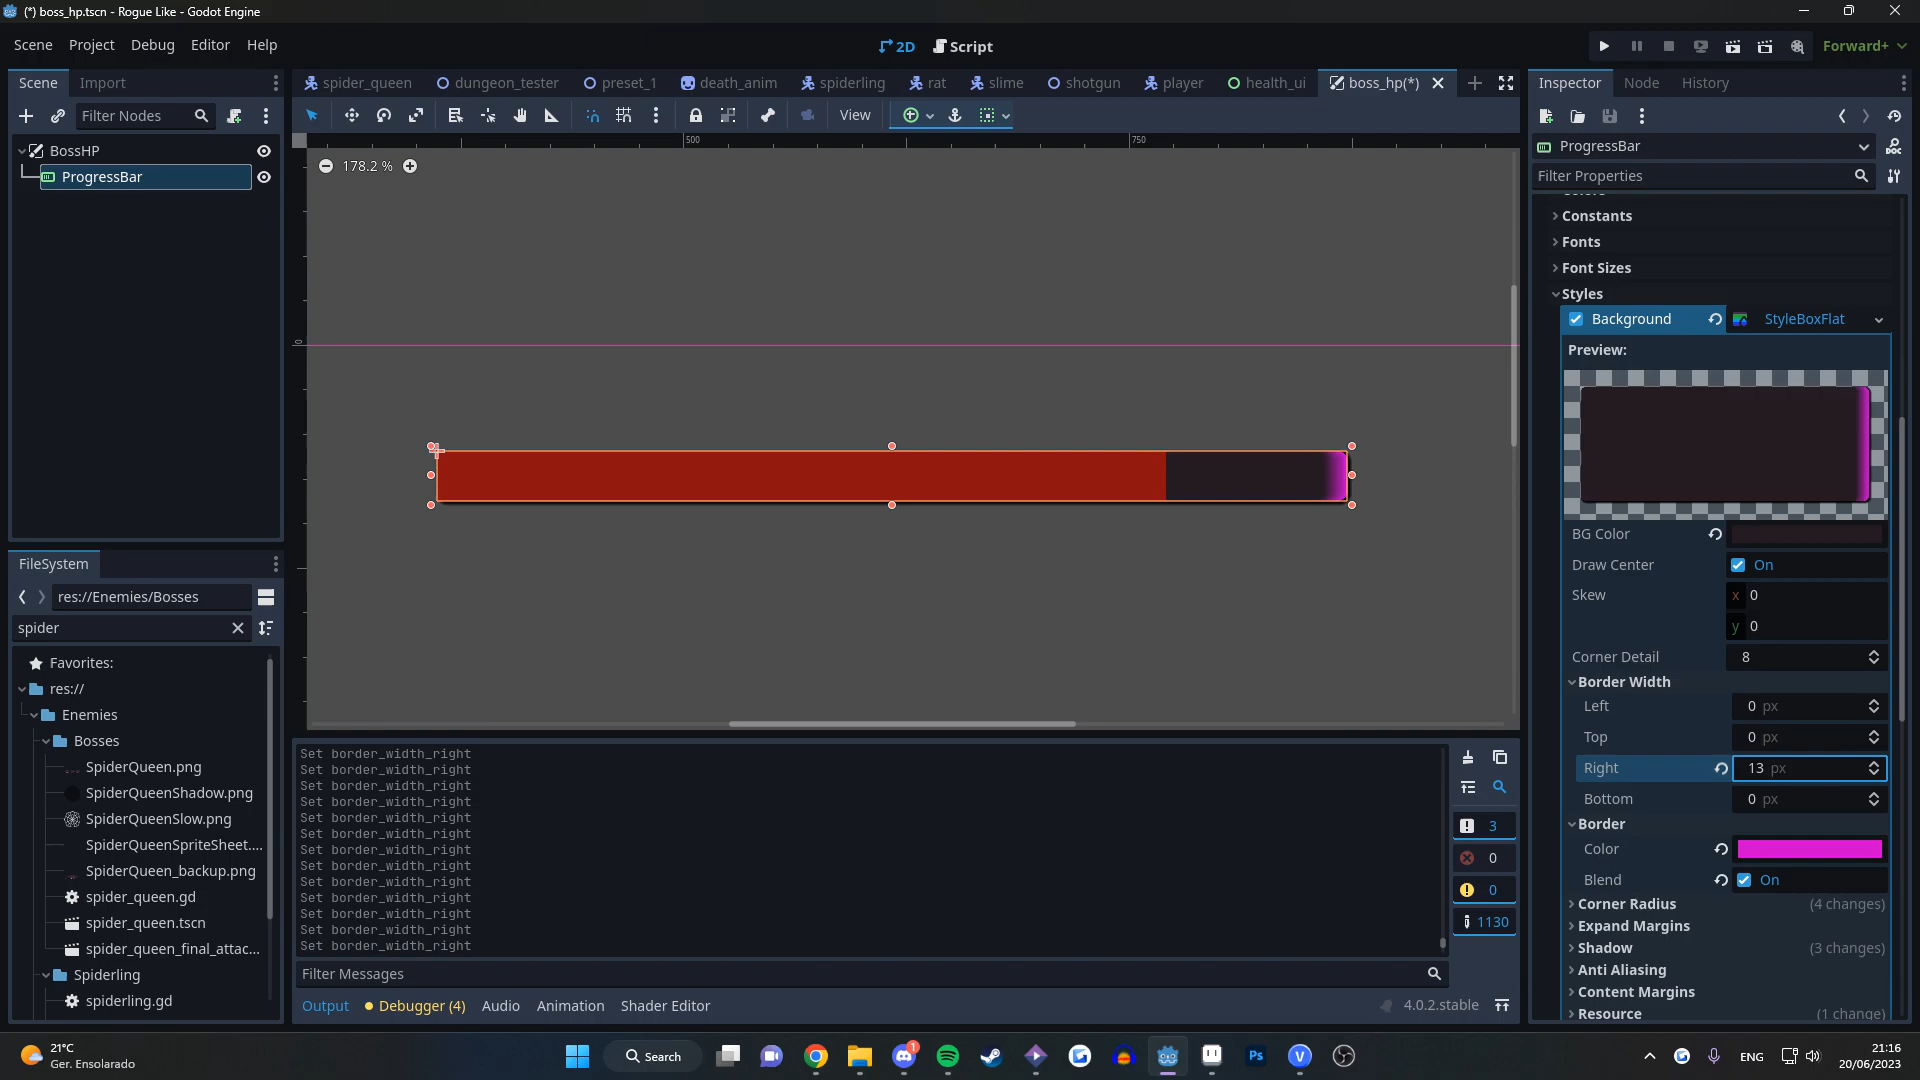 (*) boss_hp.tscn - Rogue Like - Godot Engine
Scene Project Debug Editor Help
2D Script
Forward+
Scene Import
spider_queen dungeon_tester preset_1 death_anim spiderling rat slime shotgun player health_ui boss_hp(*)
Inspector Node History
Filter Nodes
View
BossHP
ProgressBar
178.2 %
500
750
0
ProgressBar
Filter Properties
Constants
Fonts
Font Sizes
Styles
Background StyleBoxFlat
Preview:
BG Color
Draw Center On
Skew x 0
y 0
Corner Detail 8
Border Width
Left 0 px
Top 0 px
Right 13 px
Bottom 0 px
Border
Color
Blend On
Corner Radius (4 changes)
Expand Margins
Shadow (3 changes)
Anti Aliasing
Content Margins
Resource (1 change)
FileSystem
res://Enemies/Bosses
spider
Favorites:
res://
Enemies
Bosses
SpiderQueen.png
SpiderQueenShadow.png
SpiderQueenSlow.png
SpiderQueenSpriteSheet....
SpiderQueen_backup.png
spider_queen.gd
spider_queen.tscn
spider_queen_final_attac...
Spiderling
spiderling.gd
Set border_width_right
Set border_width_right
Set border_width_right
Set border_width_right
Set border_width_right
Set border_width_right
Set border_width_right
Set border_width_right
Set border_width_right
Set border_width_right
Set border_width_right
Set border_width_right
Set border_width_right
3
0
0
1130
Filter Messages
Output Debugger (4) Audio Animation Shader Editor
4.0.2.stable
21°C
Ger. Ensolarado
Search
1
Ps
V
ENG
21:16
20/06/2023